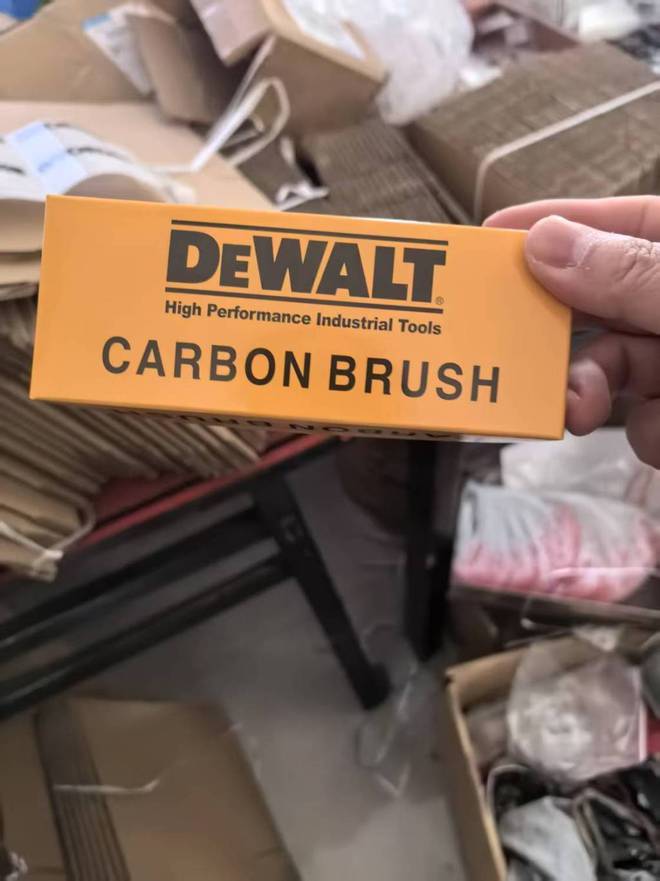 DEWALT®
High Performance Industrial Tools
CARBON BRUSH